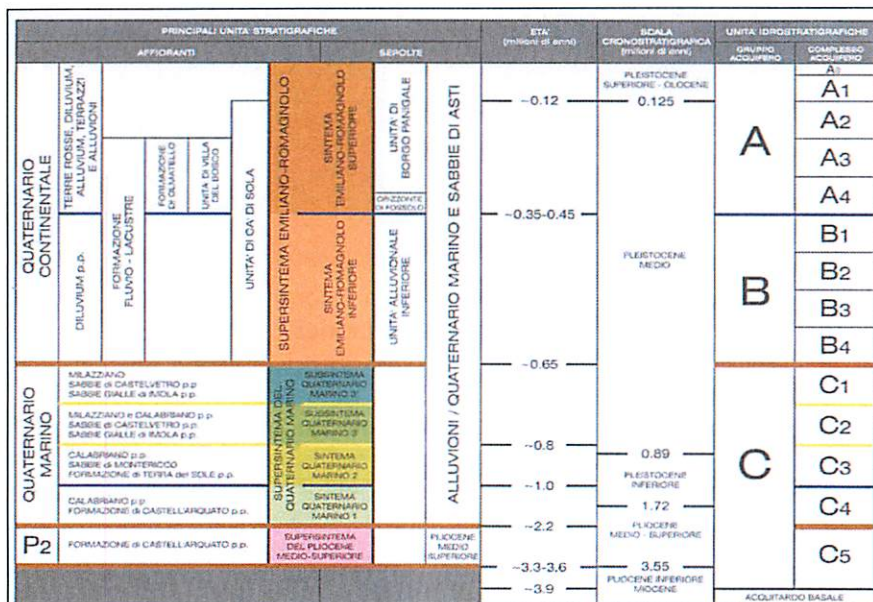 PRINCIPALI UNITA' STRATIGRAFICHE
AFFIORANTI
SEPOLTE
ETA'
(milioni di anni)
SCALA
CRONOSTRATIGRAFICA
(milioni di anni)
UNITÀ IDROSTRATIGRAFICHE
GRUPPO
ACQUIFERO
COMPLESSO
ACQUIFERO
QUATERNARIO
CONTINENTALE
TERRE ROSSE, DILUVIUM,
ALLUVIUM, TERRAZZI
E ALLUVIONI
DILUVIUM p.p.
FORMAZIONE
FLUVIO - LACUSTRE
FORMAZIONE
DI OLMATELLO
UNITA' DI VILLA
DEL BOSCO
UNITA' DI CA' DI SOLA
SUPERSINTEMA EMILIANO-ROMAGNOLO
SINTEMA
EMILIANO-ROMAGNOLO
SUPERIORE
SINTEMA
EMILIANO-ROMAGNOLO
INFERIORE
UNITA' DI
BORGO PANIGALE
ORIZZONTE
DI FOSSOLO
UNITA' ALLUVIONALE
INFERIORE
ALLUVIONI / QUATERNARIO MARINO E SABBIE DI ASTI
~0.12
~0.35-0.45
~0.65
~0.8
~1.0
~2.2
~3.3-3.6
~3.9
PLEISTOCENE
SUPERIORE - OLOCENE
0.125
PLEISTOCENE
MEDIO
0.89
PLEISTOCENE
INFERIORE
1.72
PLIOCENE
MEDIO - SUPERIORE
3.55
PLIOCENE INFERIORE
MIOCENE
A
A1
A2
A3
A4
B
B1
B2
B3
B4
C
C1
C2
C3
C4
C5
ACQUITARDO BASALE
QUATERNARIO
MARINO
MILAZZIANO
SABBIE di CASTELVETRO p.p.
SABBIE GIALLE di IMOLA p.p.
MILAZZIANO e CALABRIANO p.p.
SABBIE di CASTELVETRO p.p.
SABBIE GIALLE di IMOLA p.p.
CALABRIANO p.p.
SABBIE di MONTERICCO
FORMAZIONE di TERRA del SOLE p.p.
CALABRIANO p.p.
FORMAZIONE di CASTELL'ARQUATO p.p.
SUPERSINTEMA DEL
QUATERNARIO MARINO
SUBSINTEMA
QUATERNARIO
SUBSINTEMA
QUATERNARIO
SINTEMA
QUATERNARIO
MARINO 2
SINTEMA
QUATERNARIO
MARINO 1
P2
FORMAZIONE di CASTELL'ARQUATO p.p.
SUPERSINTEMA
DEL PLIOCENE
MEDIO-SUPERIORE
PLIOCENE
MEDIO
SUPERIORE